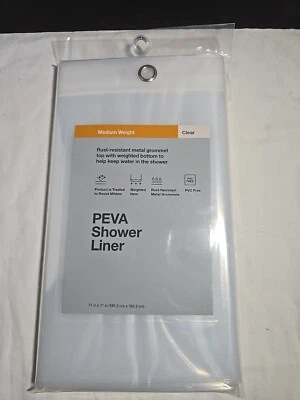 Medium Weight
Clear
Rust-resistant metal grommet
top with weighted bottom to
help keep water in the shower.
Product is Treated
to Resist Mildew
Weighted
Hem
Rust-Resistant
Metal Grommets
PVC Free
PEVA
Shower
Liner